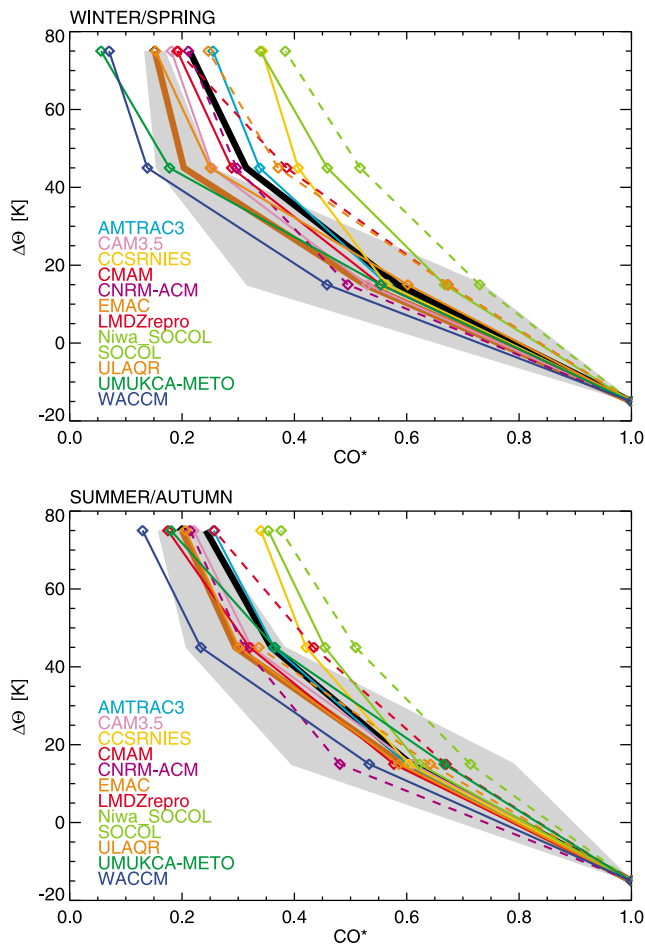 WINTER/SPRING
80
60
40
20
0
-20
ΔΘ [K]
AMTRAC3
CAM3.5
CCSRNIES
CMAM
CNRM-ACM
EMAC
LMDZrepro
Niwa_SOCOL
SOCOL
ULAQR
UMUKCA-METO
WACCM
0.0 0.2 0.4 0.6 0.8 1.0
CO*
SUMMER/AUTUMN
80
60
40
20
0
-20
ΔΘ [K]
AMTRAC3
CAM3.5
CCSRNIES
CMAM
CNRM-ACM
EMAC
LMDZrepro
Niwa_SOCOL
SOCOL
ULAQR
UMUKCA-METO
WACCM
0.0 0.2 0.4 0.6 0.8 1.0
CO*